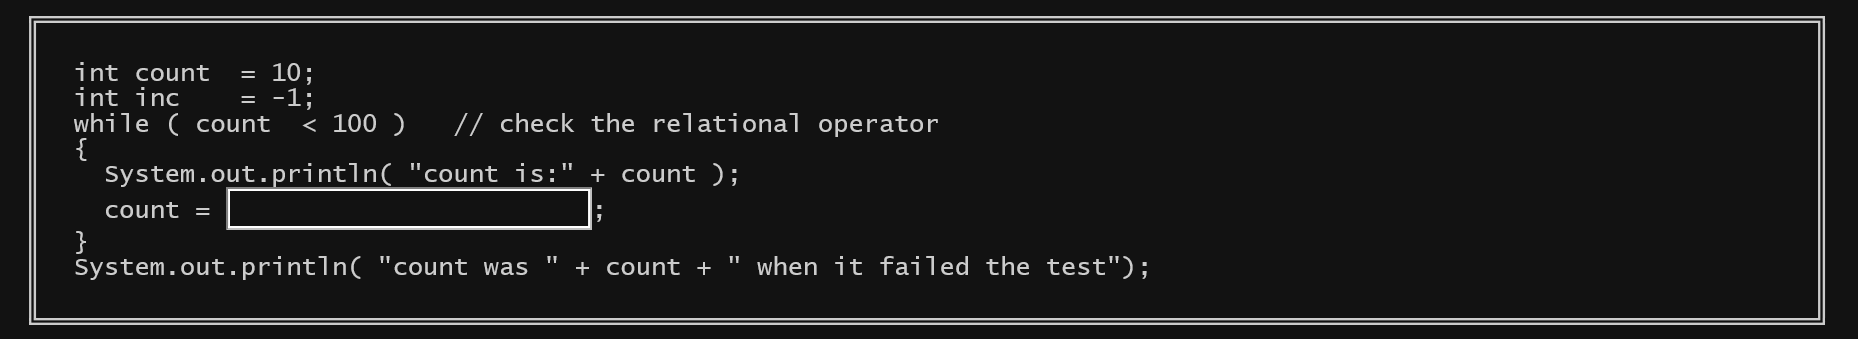 int count  = 10;
int inc    = -1;
while ( count  < 100 )   // check the relational operator
{
  System.out.println( "count is:" + count );
  count = ;
}
System.out.println( "count was " + count + " when it failed the test");